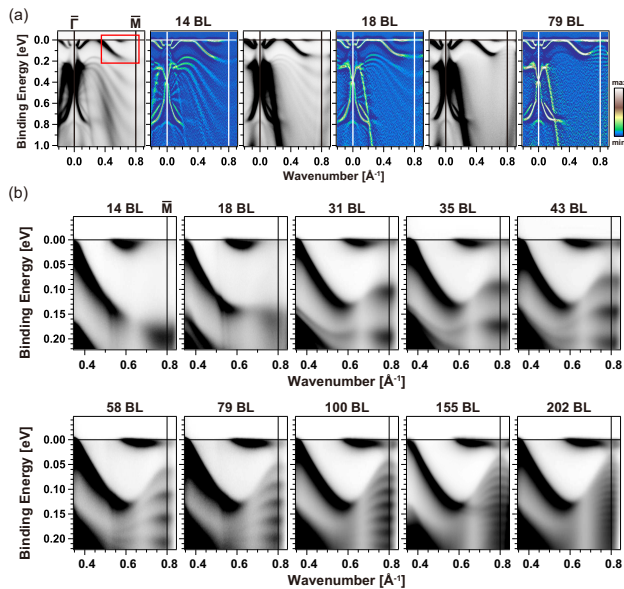 (a)
Γ̄ M̄ 14 BL 18 BL 79 BL
Binding Energy [eV]
0.0
0.2
0.4
0.6
0.8
1.0
max
min
0.0 0.4 0.8 0.0 0.4 0.8 0.0 0.4 0.8 0.0 0.4 0.8 0.0 0.4 0.8 0.0 0.4 0.8
Wavenumber [Å-1]
(b)
14 BL M̄ 18 BL 31 BL 35 BL 43 BL
Binding Energy [eV]
0.00
0.05
0.10
0.15
0.20
0.4 0.6 0.8 0.4 0.6 0.8 0.4 0.6 0.8 0.4 0.6 0.8 0.4 0.6 0.8
Wavenumber [Å-1]
58 BL 79 BL 100 BL 155 BL 202 BL
Binding Energy [eV]
0.00
0.05
0.10
0.15
0.20
0.4 0.6 0.8 0.4 0.6 0.8 0.4 0.6 0.8 0.4 0.6 0.8 0.4 0.6 0.8
Wavenumber [Å-1]